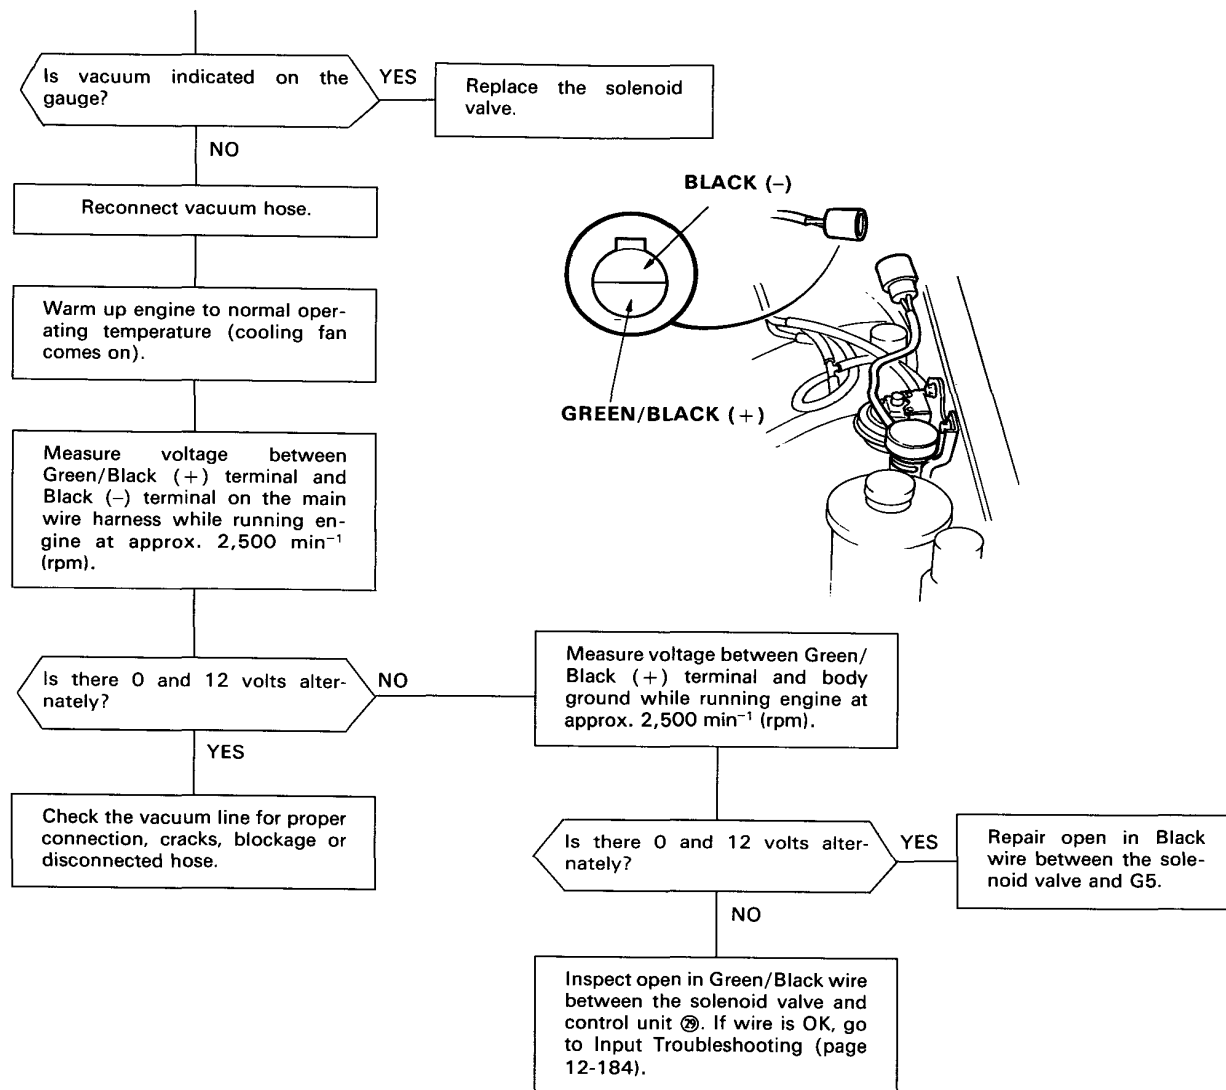 Is vacuum indicated on the
gauge?
YES
Replace the solenoid
valve.
NO
Reconnect vacuum hose.
Warm up engine to normal oper-
ating temperature (cooling fan
comes on).
Measure voltage between
Green/Black (+) terminal and
Black (–) terminal on the main
wire harness while running en-
gine at approx. 2,500 min⁻¹
(rpm).
BLACK (–)
GREEN/BLACK (+)
Is there 0 and 12 volts alter-
nately?
NO
Measure voltage between Green/
Black (+) terminal and body
ground while running engine at
approx. 2,500 min⁻¹ (rpm).
YES
Check the vacuum line for proper
connection, cracks, blockage or
disconnected hose.
Is there 0 and 12 volts alter-
nately?
YES
Repair open in Black
wire between the sole-
noid valve and G5.
NO
Inspect open in Green/Black wire
between the solenoid valve and
control unit ㉙. If wire is OK, go
to Input Troubleshooting (page
12-184).